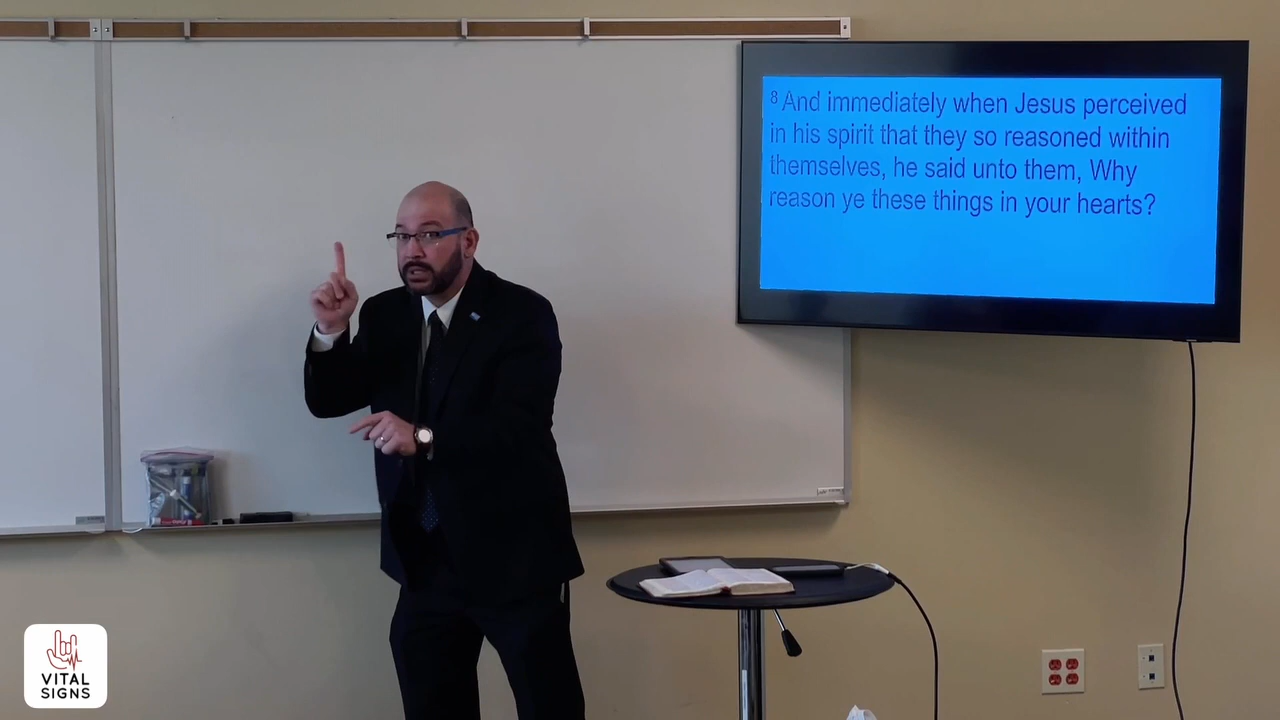 8 And immediately when Jesus perceived
in his spirit that they so reasoned within
themselves, he said unto them, Why
reason ye these things in your hearts?
VITAL
SIGNS